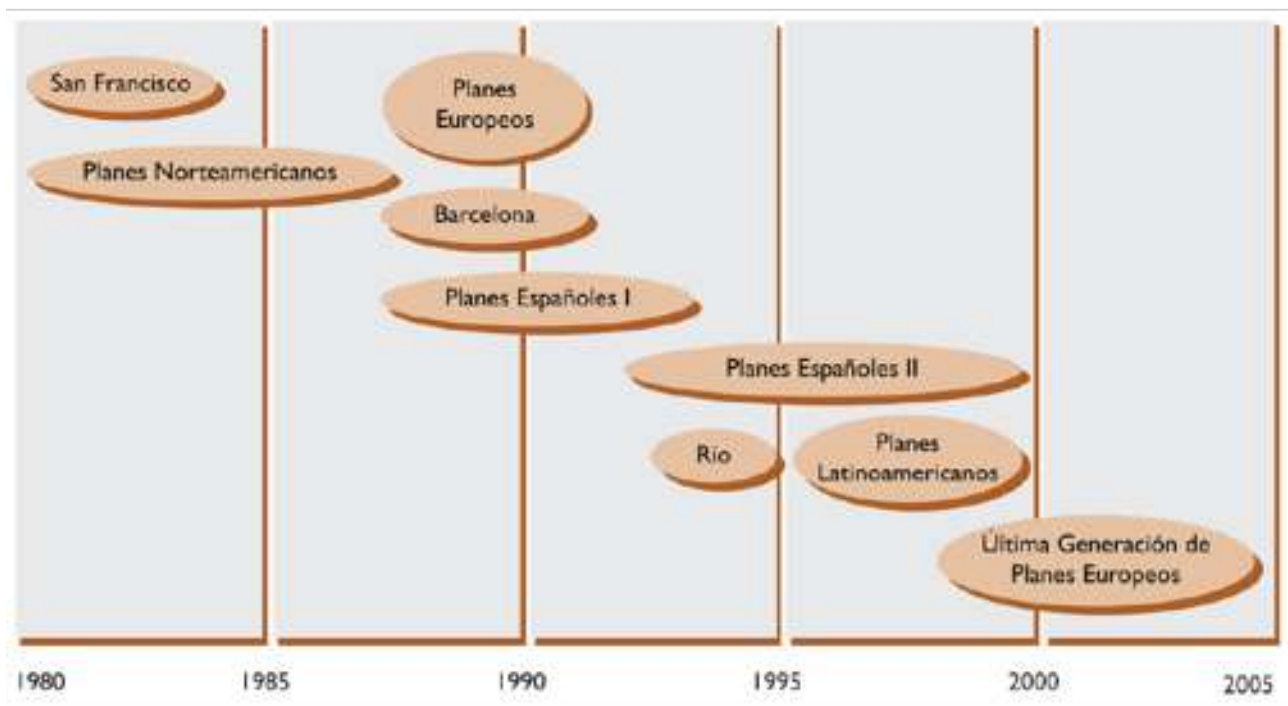 San Francisco
Planes
Europeos
Planes Norteamericanos
Barcelona
Planes Españoles I
Planes Españoles II
Río
Planes
Latinoamericanos
Última Generación de
Planes Europeos
1980 1985 1990 1995 2000 2005